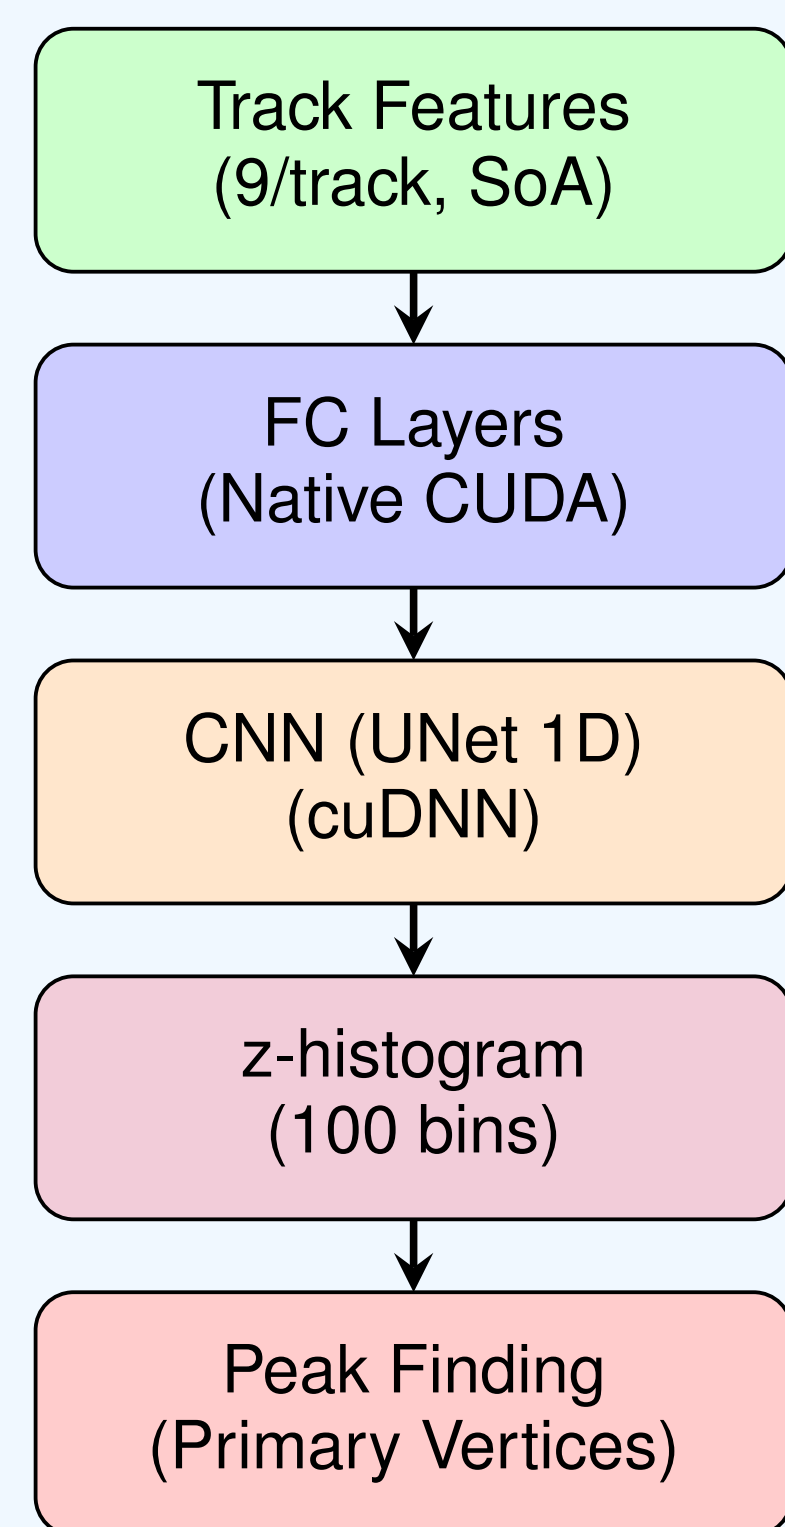 Track Features
(9/track, SoA)
FC Layers
(Native CUDA)
CNN (UNet 1D)
(cuDNN)
z-histogram
(100 bins)
Peak Finding
(Primary Vertices)